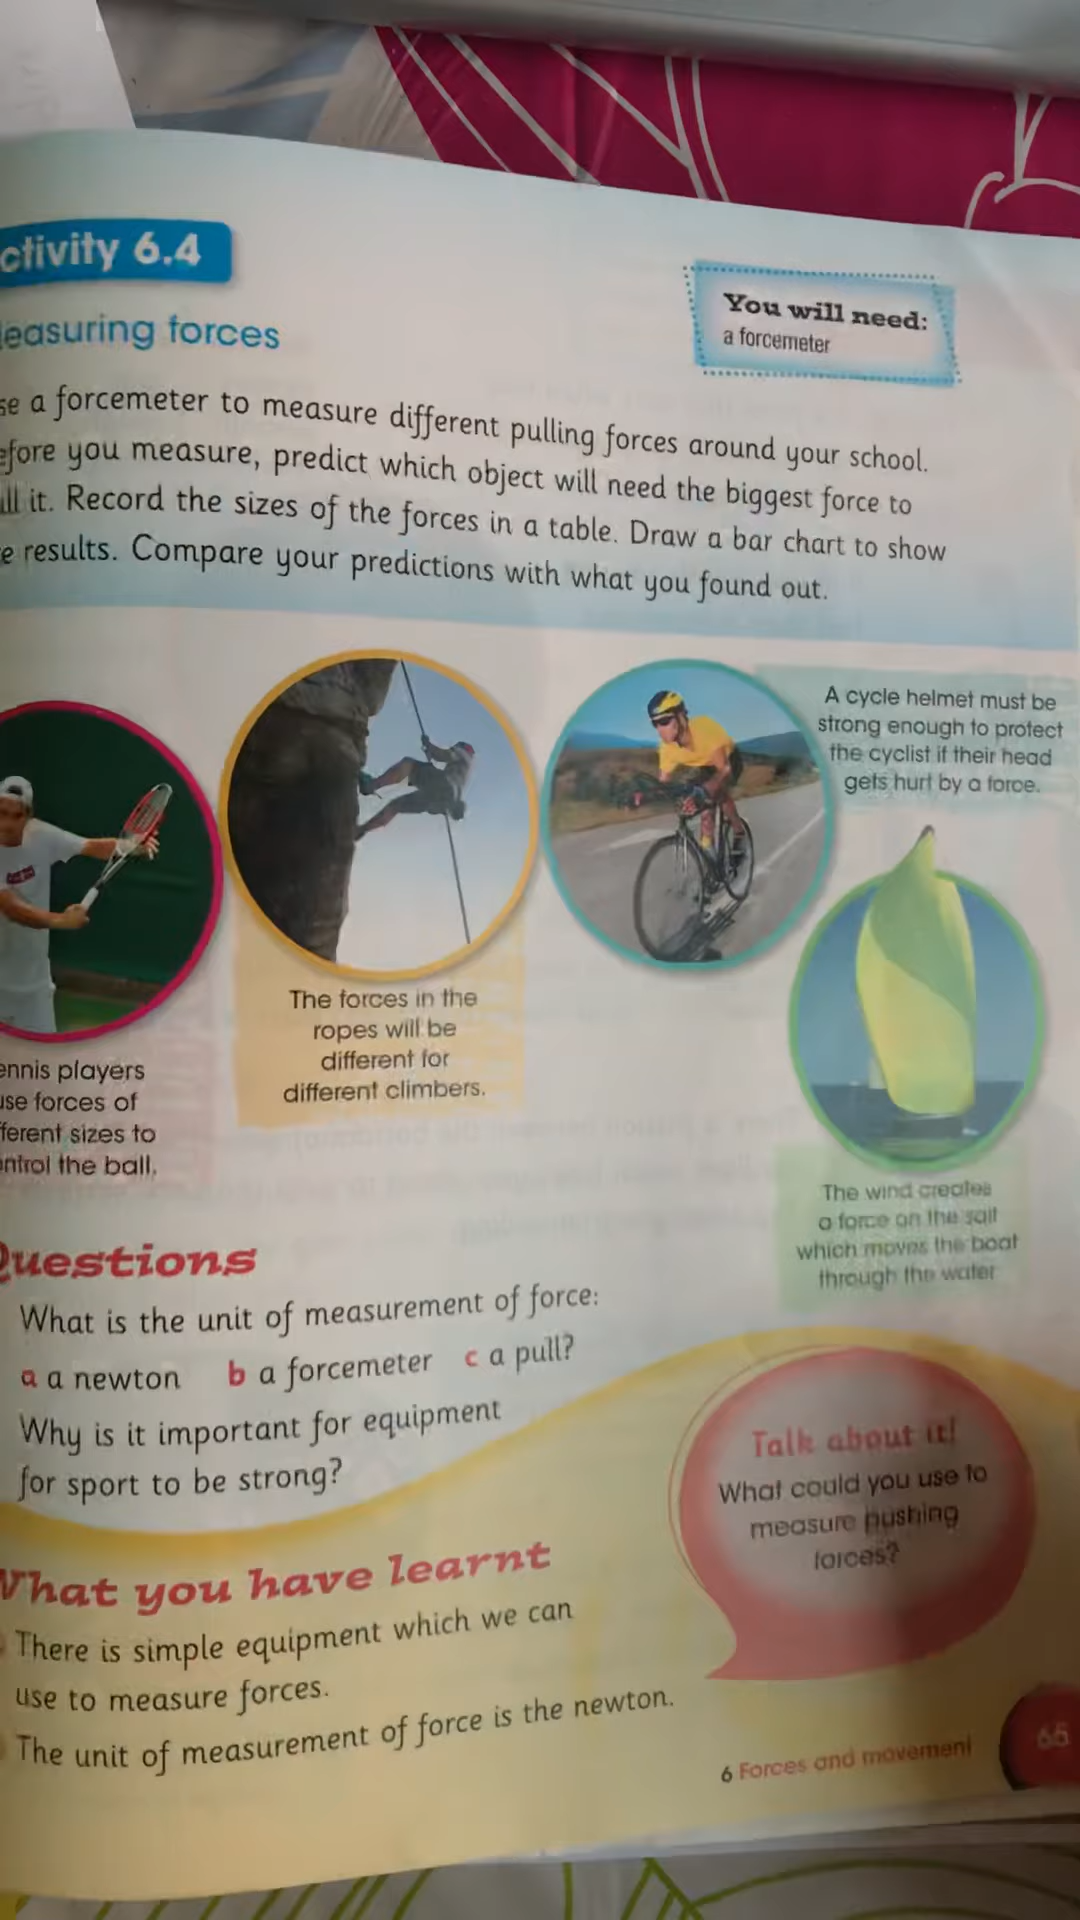 ctivity 6.4
easuring forces
You will need:
a forcemeter
se a forcemeter to measure different pulling forces around your school.
efore you measure, predict which object will need the biggest force to
ll it. Record the sizes of the forces in a table. Draw a bar chart to show
e results. Compare your predictions with what you found out.
A cycle helmet must be
strong enough to protect
the cyclist if their head
gets hurt by a force.
The forces in the
ropes will be
different for
different climbers.
ennis players
use forces of
ferent sizes to
ntrol the ball.
The wind creates
a force on the sail
which moves the boat
through the water
Questions
What is the unit of measurement of force:
a a newton b a forcemeter c a pull?
Why is it important for equipment
for sport to be strong?
Talk about it!
What could you use to
measure pushing
forces?
What you have learnt
There is simple equipment which we can
use to measure forces.
The unit of measurement of force is the newton.
6 Forces and movement
65